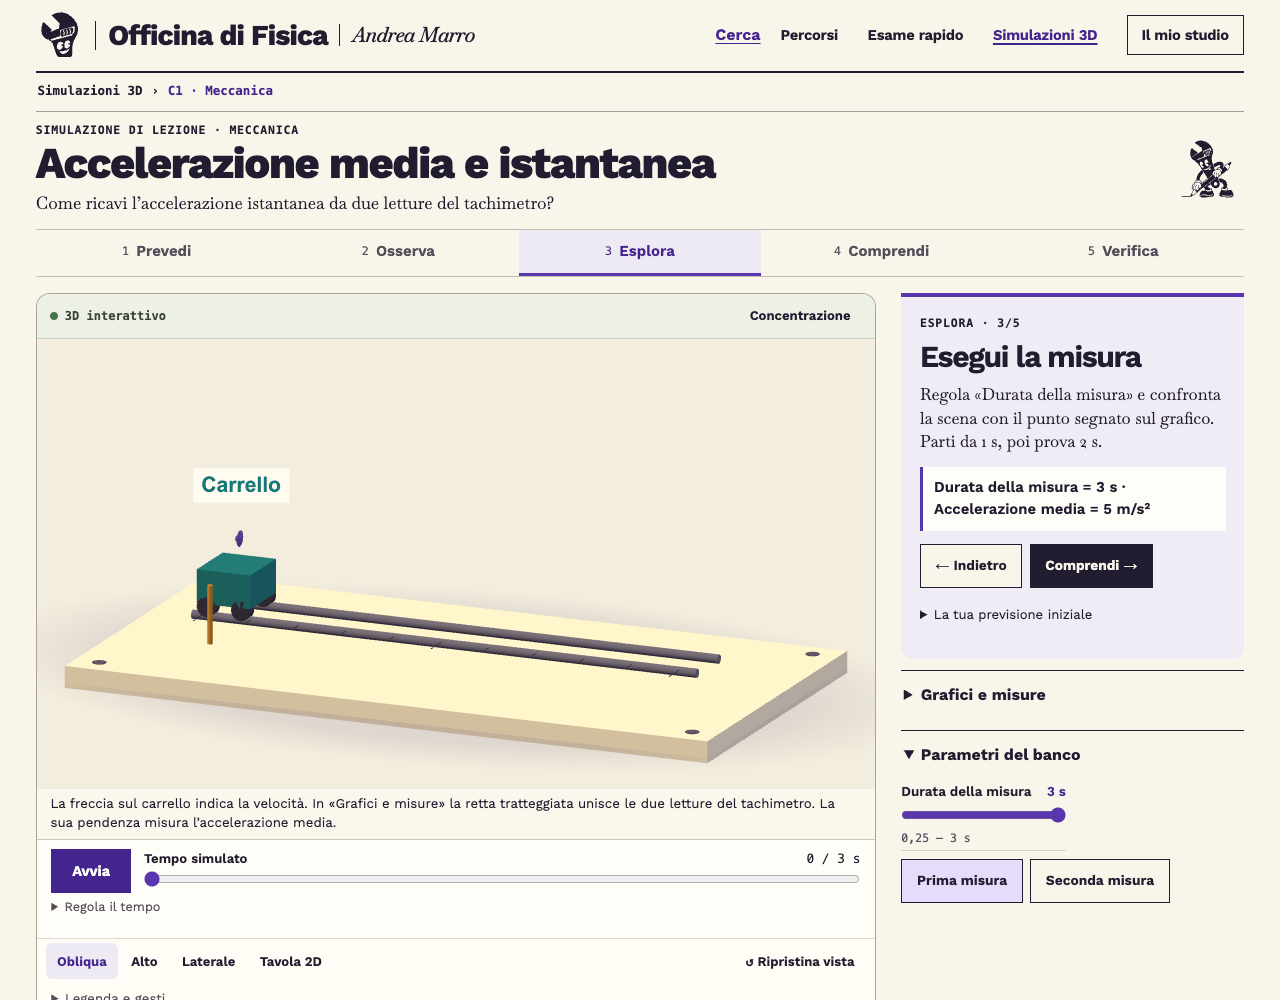 Officina di Fisica
Andrea Marro
Cerca
Percorsi
Esame rapido
Simulazioni 3D
Il mio studio
Simulazioni 3D › C1 · Meccanica
SIMULAZIONE DI LEZIONE · MECCANICA
Accelerazione media e istantanea
Come ricavi l’accelerazione istantanea da due letture del tachimetro?
1 Prevedi
2 Osserva
3 Esplora
4 Comprendi
5 Verifica
3D interattivo
Concentrazione
Carrello
La freccia sul carrello indica la velocità. In «Grafici e misure» la retta tratteggiata unisce le due letture del tachimetro. La
sua pendenza misura l’accelerazione media.
Avvia
Tempo simulato
0 / 3 s
▶ Regola il tempo
Obliqua
Alto
Laterale
Tavola 2D
↺ Ripristina vista
▶ Legenda e gesti
ESPLORA · 3/5
Esegui la misura
Regola «Durata della misura» e confronta
la scena con il punto segnato sul grafico.
Parti da 1 s, poi prova 2 s.
Durata della misura = 3 s ·
Accelerazione media = 5 m/s²
← Indietro
Comprendi →
▶ La tua previsione iniziale
▶ Grafici e misure
▼ Parametri del banco
Durata della misura 3 s
0,25 — 3 s
Prima misura
Seconda misura